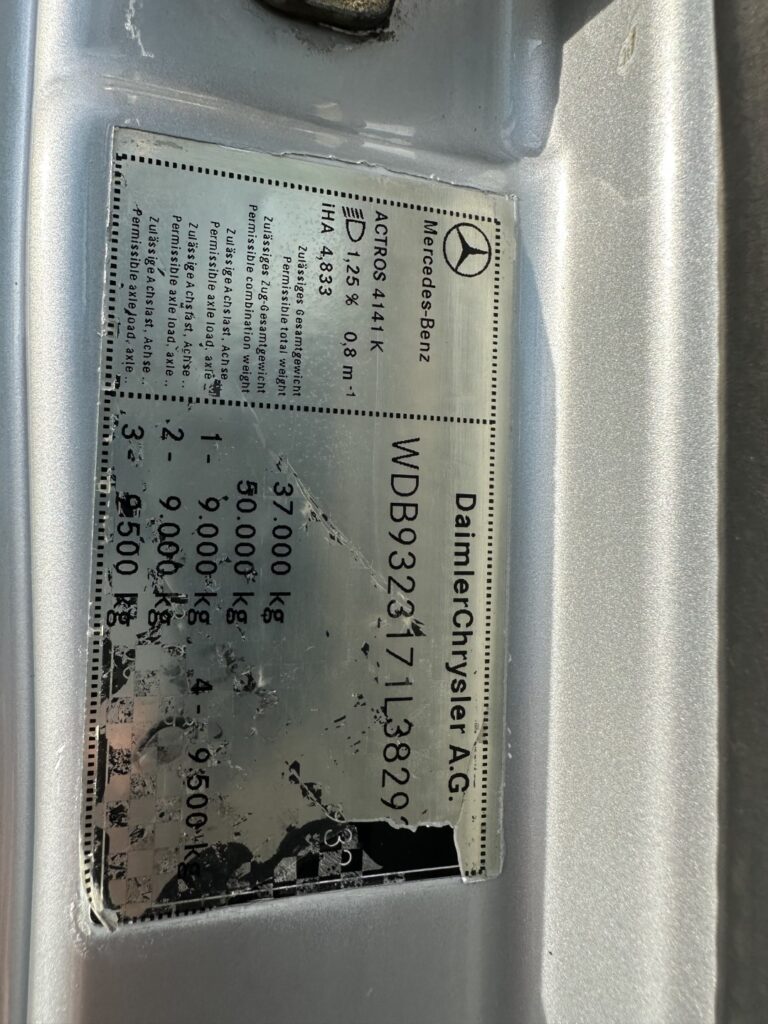 DaimlerChrysler A.G.
Mercedes-Benz
WDB9323171L3829
ACTROS 4141 K
1,25 % 0,8 m⁻¹
iHA 4,833
Zulässiges Gesamtgewicht
Permissible total weight
37.000 kg
Zulässiges Zug-Gesamtgewicht
Permissible combination weight
50.000 kg
Zulässige Achslast, Achse
Permissible axle load, axle
1 - 9.000 kg
4 - 9.500 kg
Zulässige Achslast, Achse ..
Permissible axle load, axle ..
2 - 9.000 kg
Zulässige Achslast, Achse ..
Permissible axle load, axle ..
3 - 9.500 kg